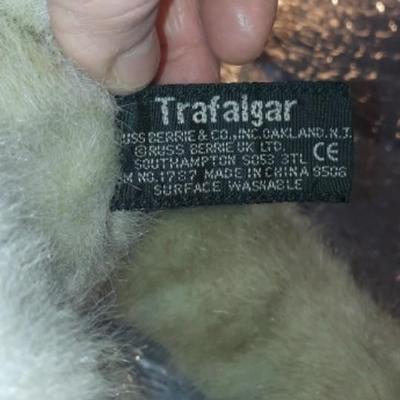 Trafalgar
RUSS BERRIE & CO., INC. OAKLAND. N.J.
© RUSS BERRIE UK LTD.
SOUTHAMPTON SO53 3TL CE
M NO. 1787 MADE IN CHINA 9506
SURFACE WASHABLE